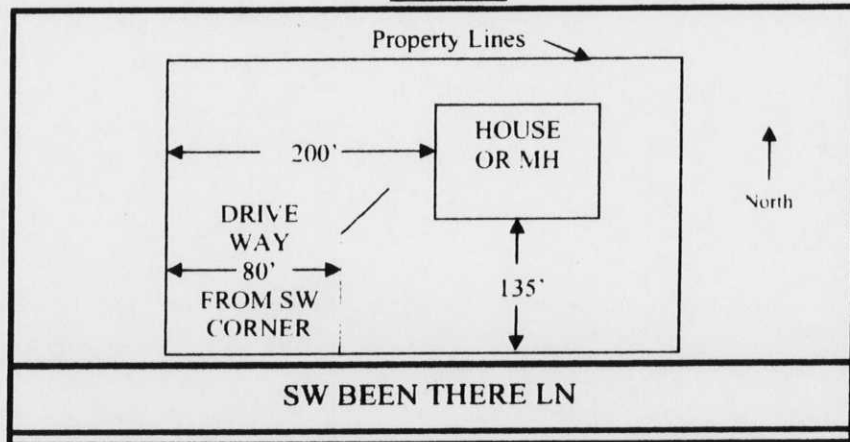 Property Lines
HOUSE
OR MH
200'
North
DRIVE
WAY
80'
FROM SW
CORNER
135'
SW BEEN THERE LN